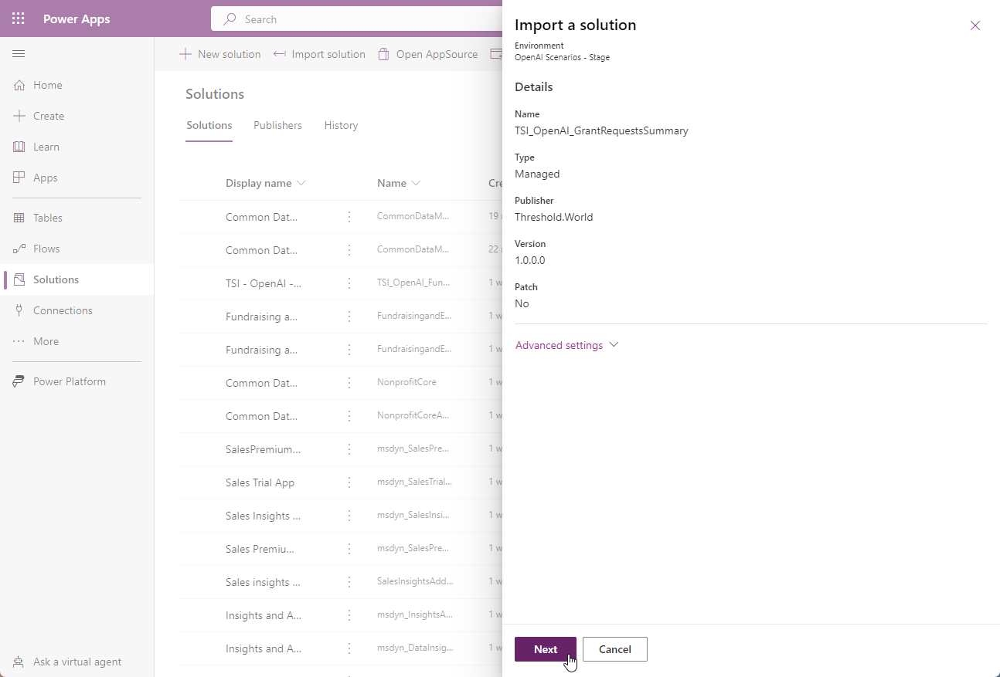 Power Apps
Search
New solution
Import solution
Open AppSource
Home
Create
Learn
Apps
Tables
Flows
Solutions
Connections
More
Power Platform
Ask a virtual agent
Solutions
Solutions
Publishers
History
Display name
Name
Cre
Common Dat...
CommonDataM...
19
Common Dat...
CommonDataM...
22
TSI - OpenAI -...
TSI_OpenAI_Fun...
1 w
Fundraising a...
FundraisingandE...
1 w
Fundraising a...
FundraisingandE...
1 w
Common Dat...
NonprofitCore
1 w
Common Dat...
NonprofitCoreA...
1 w
SalesPremium...
msdyn_SalesPre...
1 w
Sales Trial App
msdyn_SalesTrial...
1 w
Sales Insights ...
msdyn_SalesInsi...
1 w
Sales Premiu...
msdyn_SalesPre...
1 w
Sales insights ...
SalesInsightsAdd...
1 w
Insights and A...
msdyn_InsightsA...
1 w
Insights and A...
msdyn_DataInsig...
1 w
Import a solution
Environment
OpenAI Scenarios - Stage
Details
Name
TSI_OpenAI_GrantRequestsSummary
Type
Managed
Publisher
Threshold.World
Version
1.0.0.0
Patch
No
Advanced settings
Next
Cancel